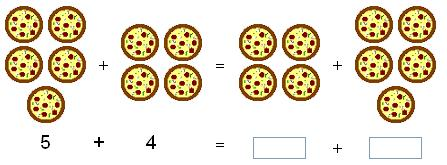 + = +
5 + 4 = +